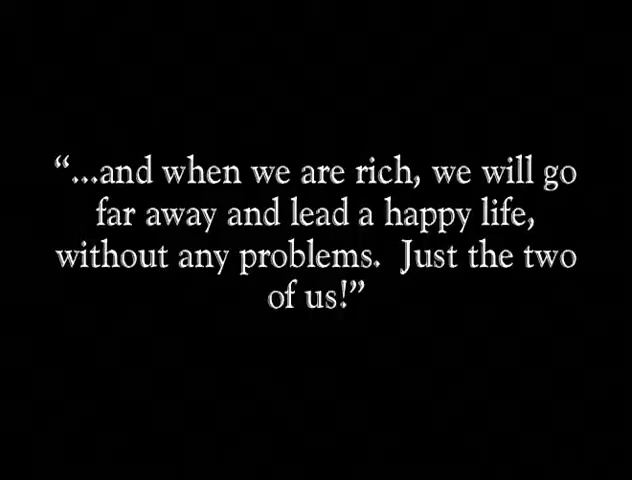 “...and when we are rich, we will go
far away and lead a happy life,
without any problems.  Just the two
of us!”